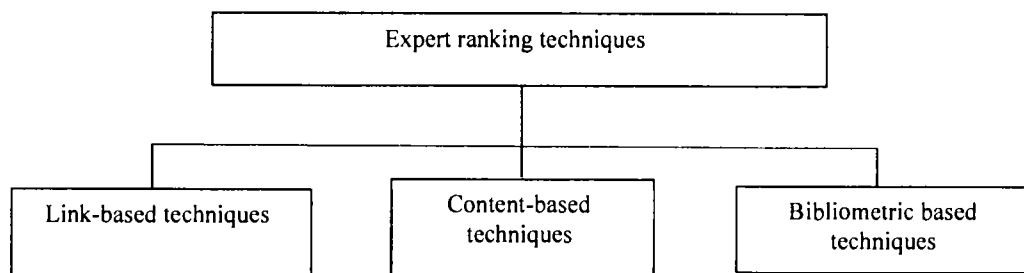 Expert ranking techniques
Link-based techniques
Content-based
techniques
Bibliometric based
techniques